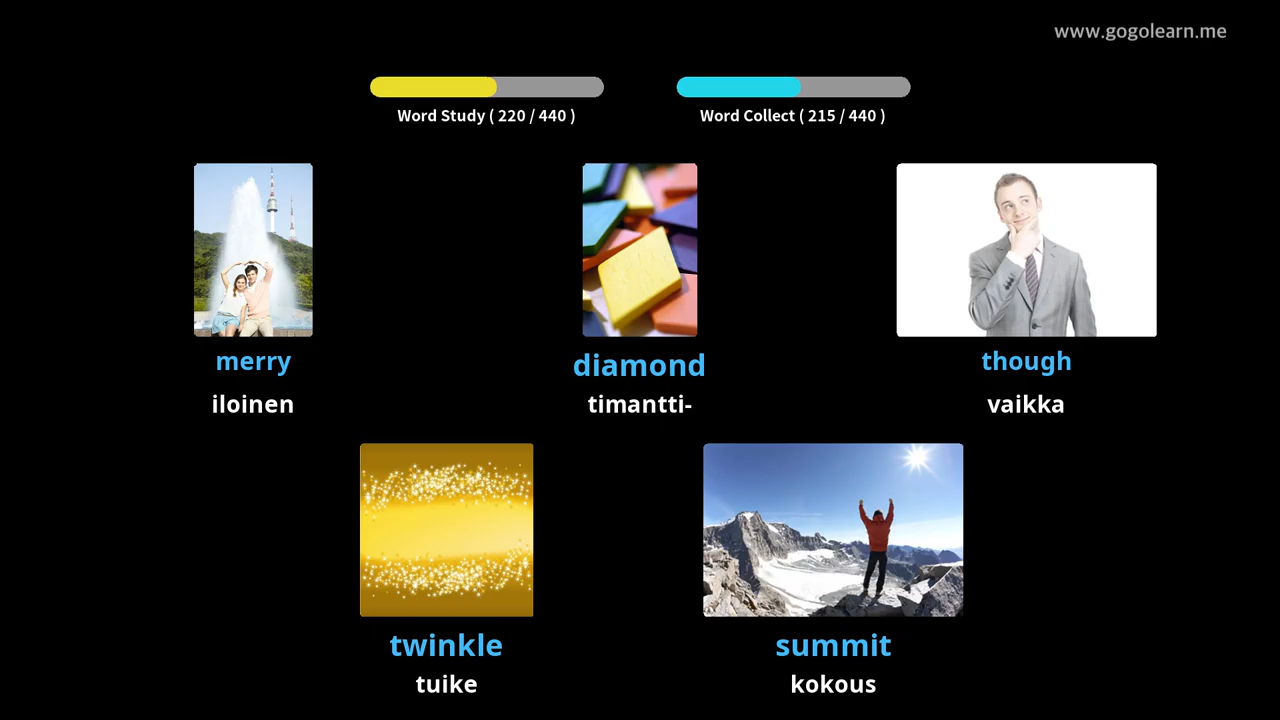 www.gogolearn.me
Word Study ( 220 / 440 )
Word Collect ( 215 / 440 )
merry
iloinen
diamond
timantti-
though
vaikka
twinkle
tuike
summit
kokous